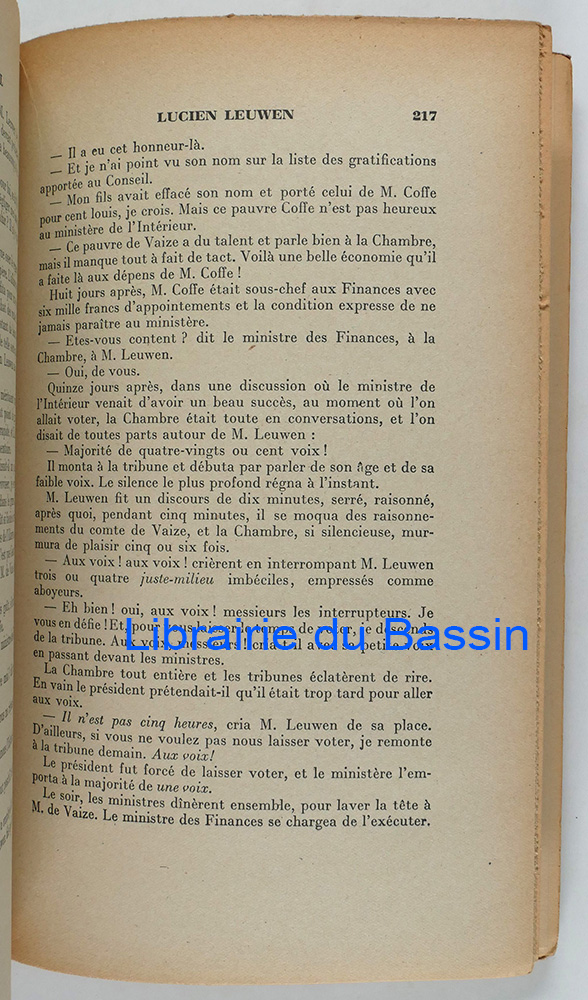 LUCIEN LEUWEN 217
— Il a eu cet honneur-là.
— Et je n'ai point vu son nom sur la liste des gratifications
apportée au Conseil.
— Mon fils avait effacé son nom et porté celui de M. Coffe
pour cent louis, je crois. Mais ce pauvre Coffe n'est pas heureux
au ministère de l'Intérieur.
— Ce pauvre de Vaize a du talent et parle bien à la Chambre,
mais il manque tout à fait de tact. Voilà une belle économie qu'il
a faite là aux dépens de M. Coffe !
Huit jours après, M. Coffe était sous-chef aux Finances avec
six mille francs d'appointements et la condition expresse de ne
jamais paraître au ministère.
— Etes-vous content ? dit le ministre des Finances, à la
Chambre, à M. Leuwen.
— Oui, de vous.
Quinze jours après, dans une discussion où le ministre de
l'Intérieur venait d'avoir un beau succès, au moment où l'on
allait voter, la Chambre était toute en conversations, et l'on
disait de toutes parts autour de M. Leuwen :
— Majorité de quatre-vingts ou cent voix !
Il monta à la tribune et débuta par parler de son âge et de sa
faible voix. Le silence le plus profond régna à l'instant.
M. Leuwen fit un discours de dix minutes, serré, raisonné,
après quoi, pendant cinq minutes, il se moqua des raisonne-
ments du comte de Vaize, et la Chambre, si silencieuse, mur-
mura de plaisir cinq ou six fois.
— Aux voix ! aux voix ! crièrent en interrompant M. Leuwen
trois ou quatre juste-milieu imbéciles, empressés comme
aboyeurs.
— Eh bien ! oui, aux voix ! messieurs les interrupteurs. Je
vous en défie ! Et, pour vous laisser le temps de voter, je descends
de la tribune. Aux voix, messieurs ! cria-t-il avec sa petite voix
en passant devant les ministres.
Librairie du Bassin
La Chambre tout entière et les tribunes éclatèrent de rire.
En vain le président prétendait-il qu'il était trop tard pour aller
aux voix.
— Il n'est pas cinq heures, cria M. Leuwen de sa place.
D'ailleurs, si vous ne voulez pas nous laisser voter, je remonte
à la tribune demain. Aux voix!
Le président fut forcé de laisser voter, et le ministère l'em-
porta à la majorité de une voix.
Le soir, les ministres dînèrent ensemble, pour laver la tête à
M. de Vaize. Le ministre des Finances se chargea de l'exécuter.